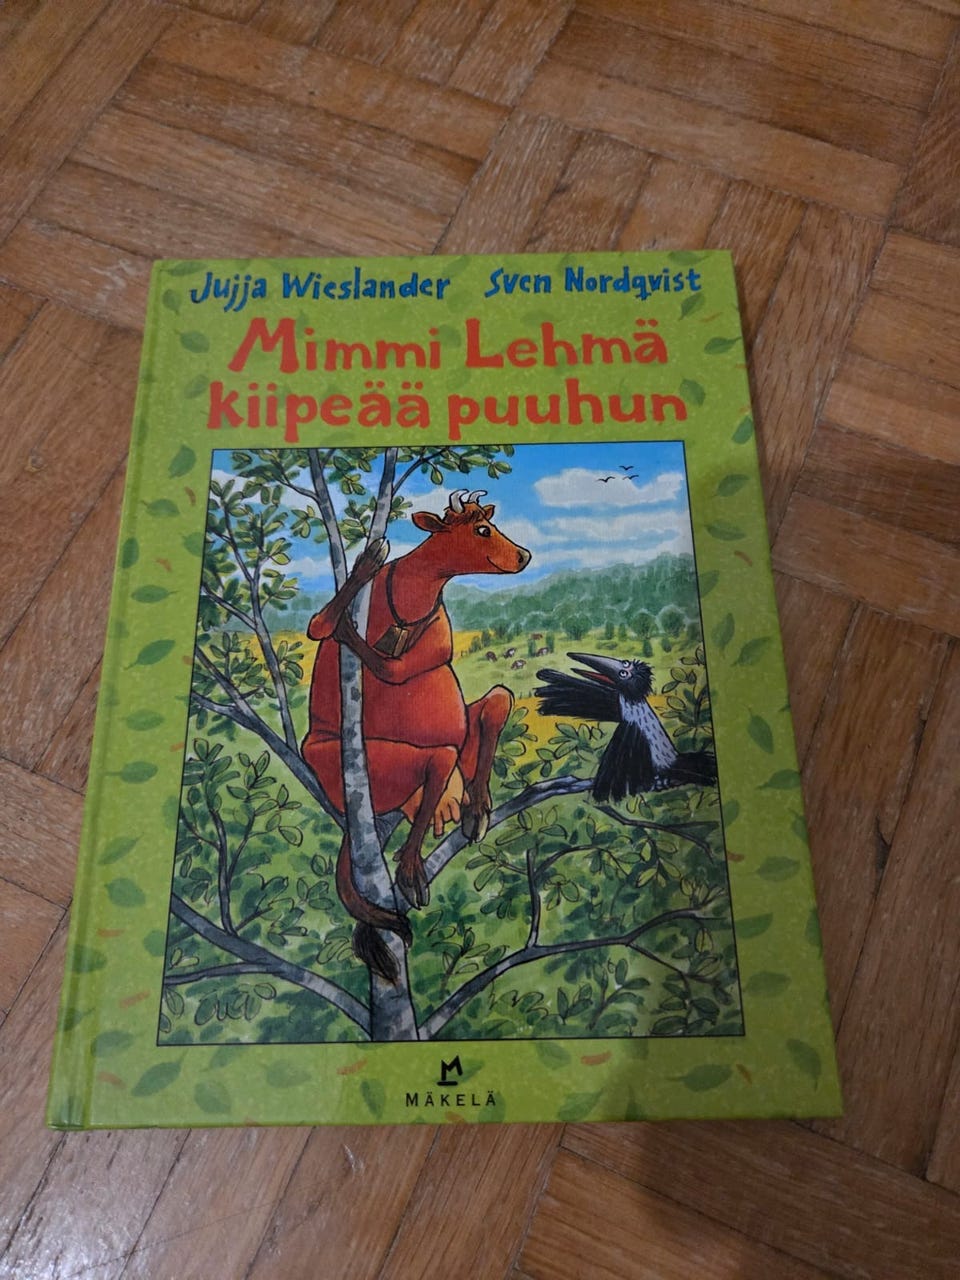 Jujja Wieslander Sven Nordqvist
Mimmi Lehmä
kiipeää puuhun
M
MÄKELÄ